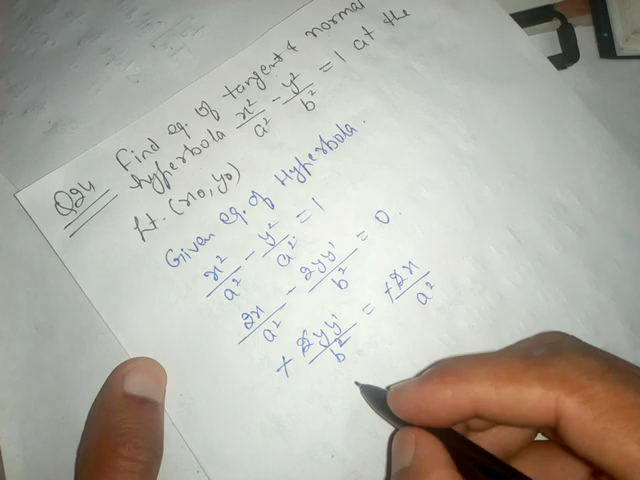 Q24 Find eq. of tangent & normal
hyperbola x²/a² - y²/b² = 1 at the
pt. (x0, y0)
Given eq. of Hyperbola.
x²/a² - y²/a² = 1
2x/a² - 2yy'/b² = 0.
+ 2yy'/b² = + 2x/a²